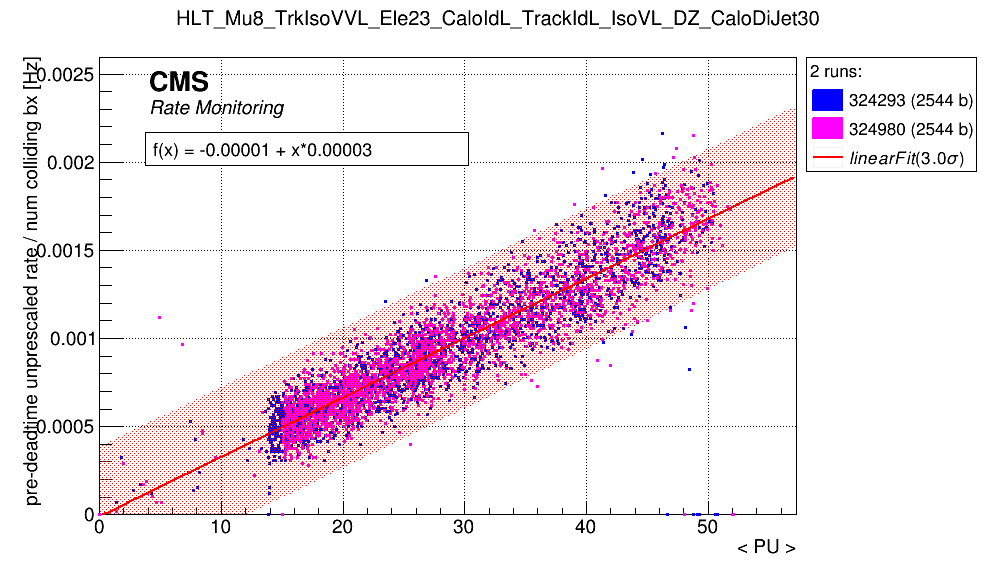 HLT_Mu8_TrkIsoVVL_Ele23_CaloIdL_TrackIdL_IsoVL_DZ_CaloDiJet30
pre-deadtime unprescaled rate / num colliding bx [Hz]
0.0025
0.002
0.0015
0.001
0.0005
0
CMS
Rate Monitoring
f(x) = -0.00001 + x*0.00003
2 runs:
324293 (2544 b)
324980 (2544 b)
linearFit(3.0σ)
0 10 20 30 40 50
< PU >